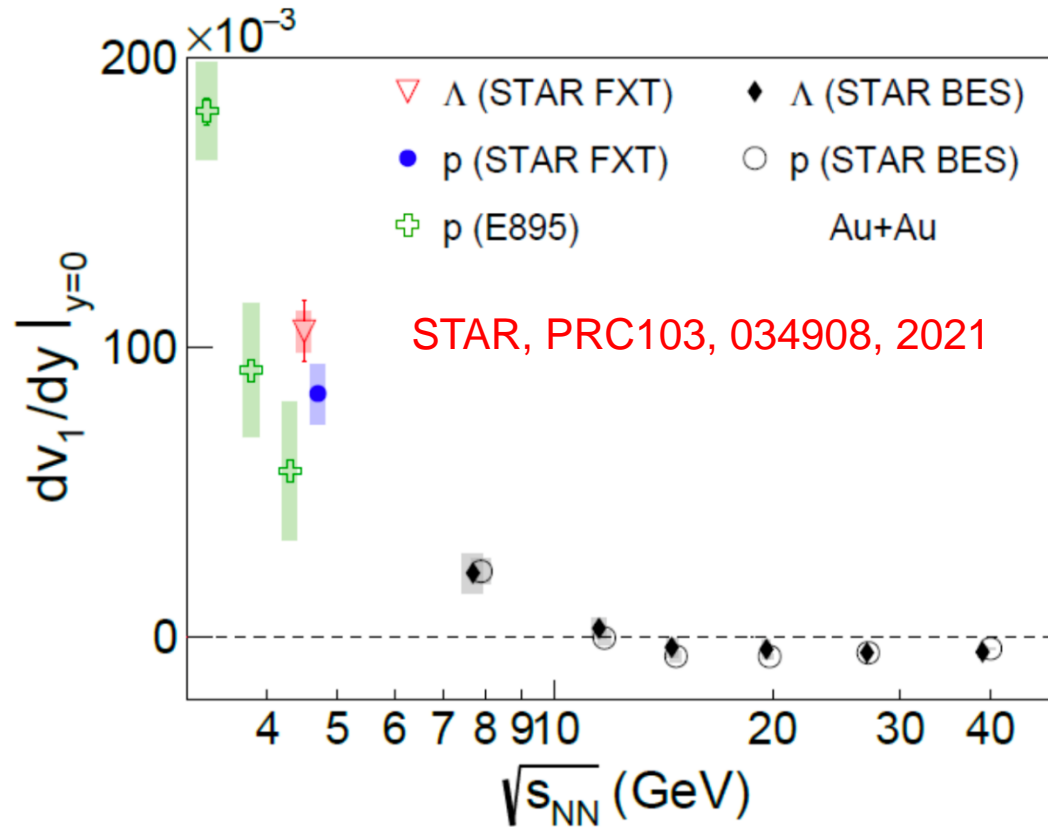 200 ×10⁻³
Λ (STAR FXT) Λ (STAR BES)
p (STAR FXT) p (STAR BES)
p (E895) Au+Au
dv₁/dy |y=0
100
STAR, PRC103, 034908, 2021
0
4 5 6 7 8 9 10 20 30 40
√sNN (GeV)